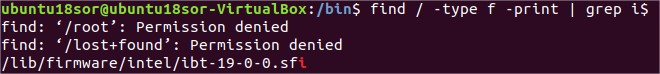 ubuntu18sor@ubuntu18sor-VirtualBox:/bin$ find / -type f -print | grep i$
find: ‘/root’: Permission denied
find: ‘/lost+found’: Permission denied
/lib/firmware/intel/ibt-19-0-0.sfi